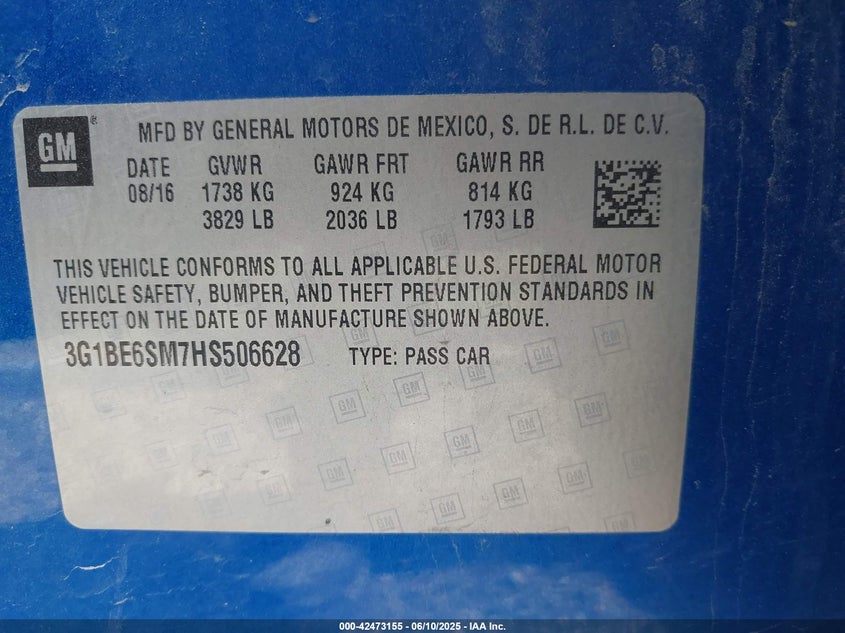 GM ®
MFD BY GENERAL MOTORS DE MEXICO, S. DE R.L. DE C.V.
DATE GVWR GAWR FRT GAWR RR
08/16 1738 KG 924 KG 814 KG
3829 LB 2036 LB 1793 LB
THIS VEHICLE CONFORMS TO ALL APPLICABLE U.S. FEDERAL MOTOR
VEHICLE SAFETY, BUMPER, AND THEFT PREVENTION STANDARDS IN
EFFECT ON THE DATE OF MANUFACTURE SHOWN ABOVE.
3G1BE6SM7HS506628 TYPE: PASS CAR
000-42473155 - 06/10/2025 - IAA Inc.